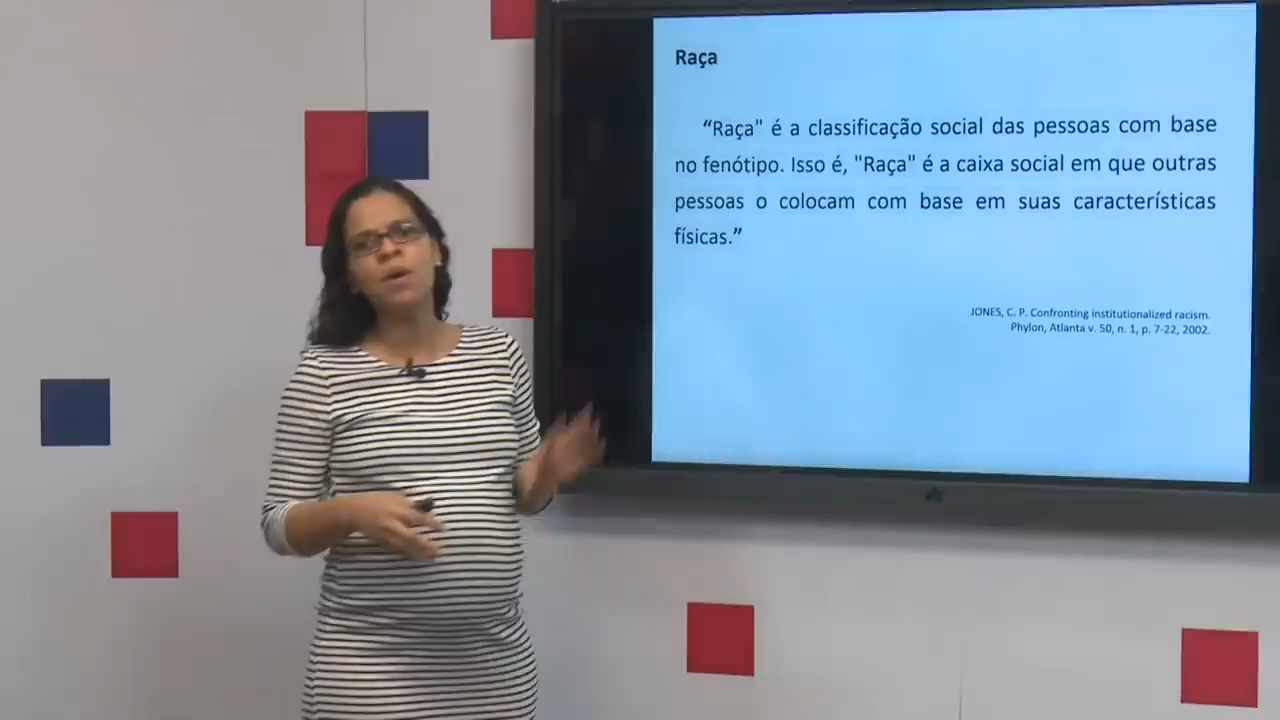 Raça
“Raça" é a classificação social das pessoas com base
no fenótipo. Isso é, "Raça" é a caixa social em que outras
pessoas o colocam com base em suas características
físicas.”
JONES, C. P. Confronting institutionalized racism.
Phylon, Atlanta v. 50, n. 1, p. 7-22, 2002.